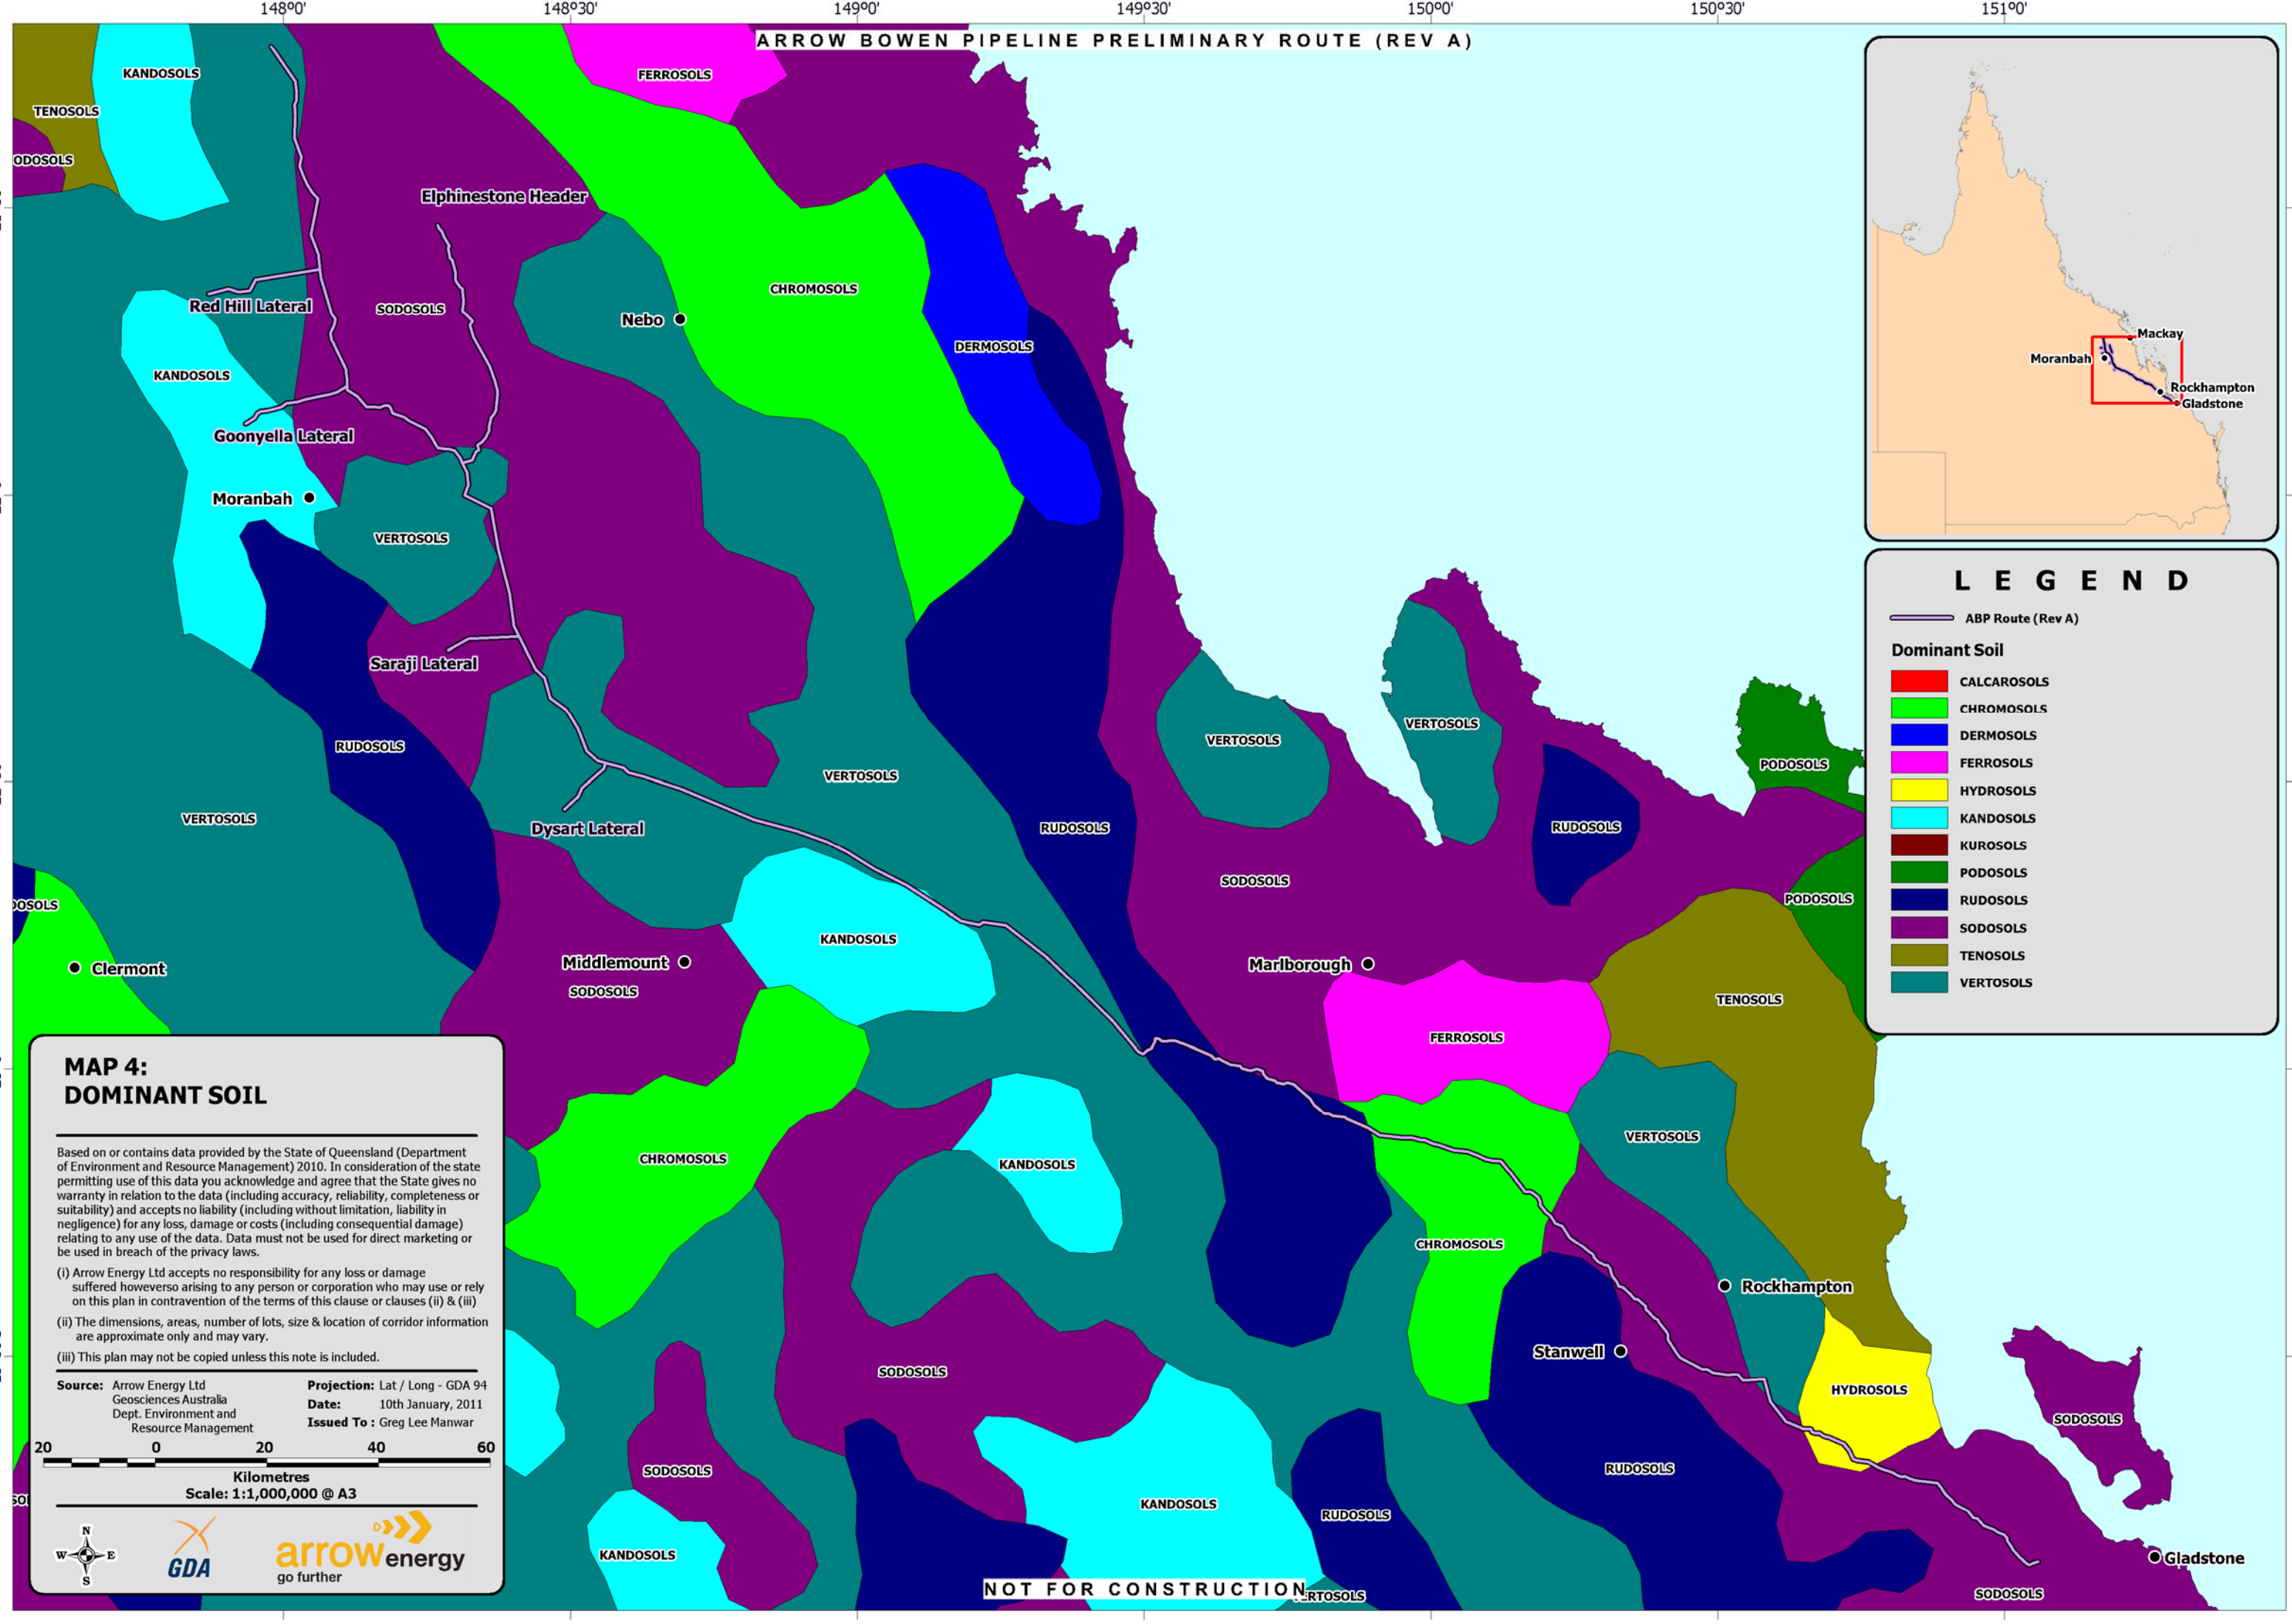 148°0' 148°30' 149°0' 149°30' 150°0' 150°30' 151°0'
ARROW BOWEN PIPELINE PRELIMINARY ROUTE (REV A)
KANDOSOLS
FERROSOLS
TENOSOLS
ODOSOLS
Elphinestone Header
CHROMOSOLS
Red Hill Lateral
SODOSOLS
Nebo
DERMOSOLS
KANDOSOLS
Goonyella Lateral
Moranbah
VERTOSOLS
Saraji Lateral
RUDOSOLS
VERTOSOLS
VERTOSOLS
VERTOSOLS
PODOSOLS
VERTOSOLS
Dysart Lateral
RUDOSOLS
RUDOSOLS
SODOSOLS
PODOSOLS
DOSOLS
KANDOSOLS
Clermont
Middlemount
SODOSOLS
Marlborough
TENOSOLS
FERROSOLS
VERTOSOLS
CHROMOSOLS
KANDOSOLS
CHROMOSOLS
Rockhampton
Stanwell
SODOSOLS
HYDROSOLS
SODOSOLS
SODOSOLS
RUDOSOLS
KANDOSOLS
RUDOSOLS
KANDOSOLS
Gladstone
SODOSOLS
NOT FOR CONSTRUCTION
ERTOSOLS
Mackay
Moranbah
Rockhampton
Gladstone
LEGEND
ABP Route (Rev A)
Dominant Soil
CALCAROSOLS
CHROMOSOLS
DERMOSOLS
FERROSOLS
HYDROSOLS
KANDOSOLS
KUROSOLS
PODOSOLS
RUDOSOLS
SODOSOLS
TENOSOLS
VERTOSOLS
MAP 4:
DOMINANT SOIL
Based on or contains data provided by the State of Queensland (Department
of Environment and Resource Management) 2010. In consideration of the state
permitting use of this data you acknowledge and agree that the State gives no
warranty in relation to the data (including accuracy, reliability, completeness or
suitability) and accepts no liability (including without limitation, liability in
negligence) for any loss, damage or costs (including consequential damage)
relating to any use of the data. Data must not be used for direct marketing or
be used in breach of the privacy laws.
(i) Arrow Energy Ltd accepts no responsibility for any loss or damage
suffered howeverso arising to any person or corporation who may use or rely
on this plan in contravention of the terms of this clause or clauses (ii) & (iii)
(ii) The dimensions, areas, number of lots, size & location of corridor information
are approximate only and may vary.
(iii) This plan may not be copied unless this note is included.
Source: Arrow Energy Ltd
Geosciences Australia
Dept. Environment and
Resource Management
Projection: Lat / Long - GDA 94
Date: 10th January, 2011
Issued To : Greg Lee Manwar
20 0 20 40 60
Kilometres
Scale: 1:1,000,000 @ A3
N
W E
S
GDA
arrow energy
go further